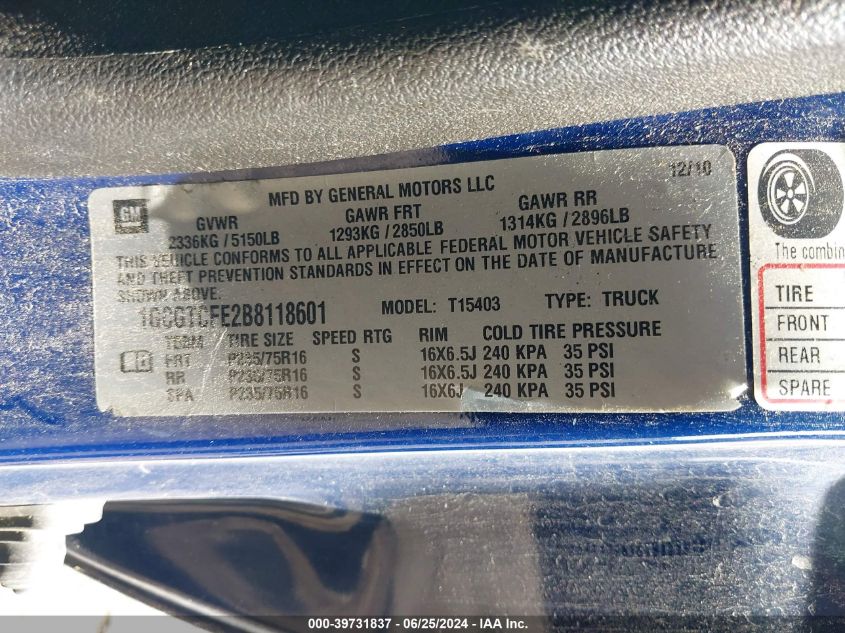 12/10
MFD BY GENERAL MOTORS LLC
GM
GVWR GAWR FRT GAWR RR
2336KG / 5150LB 1293KG / 2850LB 1314KG / 2896LB
THIS VEHICLE CONFORMS TO ALL APPLICABLE FEDERAL MOTOR VEHICLE SAFETY
AND THEFT PREVENTION STANDARDS IN EFFECT ON THE DATE OF MANUFACTURE
SHOWN ABOVE.
1GCGTCFE2B8118601 MODEL: T15403 TYPE: TRUCK
TIRE SIZE SPEED RTG RIM COLD TIRE PRESSURE
FRT P235/75R16 S 16X6.5J 240 KPA 35 PSI
RR P235/75R16 S 16X6.5J 240 KPA 35 PSI
SPA P235/75R16 S 16X6J 240 KPA 35 PSI
The combin
TIRE
FRONT
REAR
SPARE
000-39731837 - 06/25/2024 - IAA Inc.